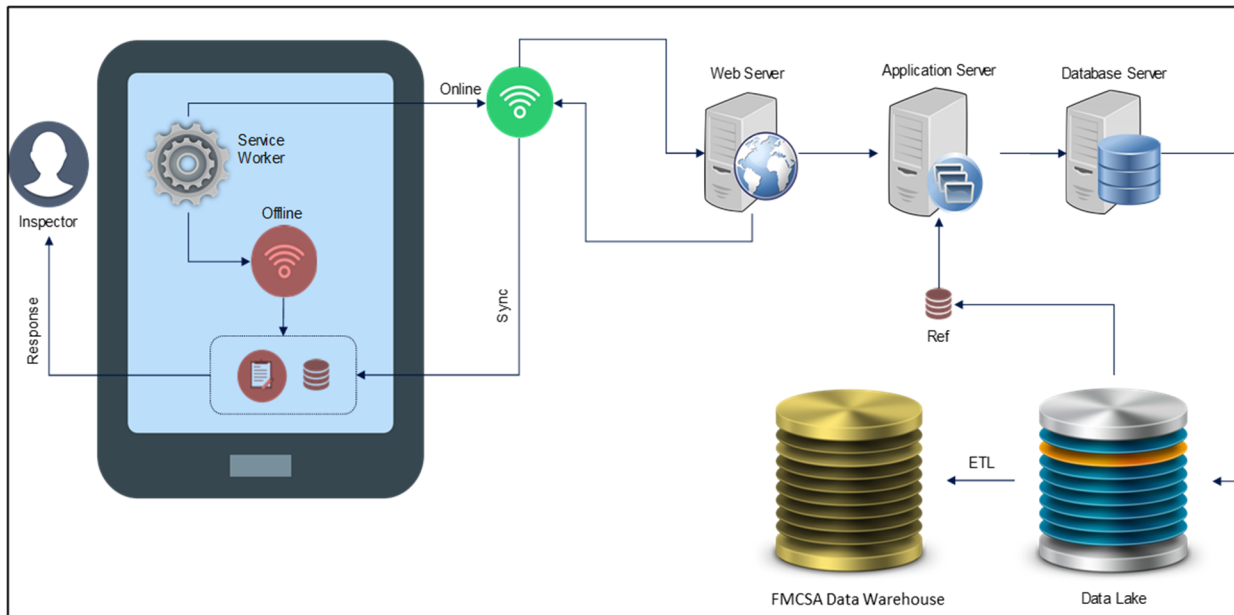 Online
Web Server
Application Server
Database Server
Service
Worker
Inspector
Offline
Response
Sync
Ref
ETL
FMCSA Data Warehouse
Data Lake